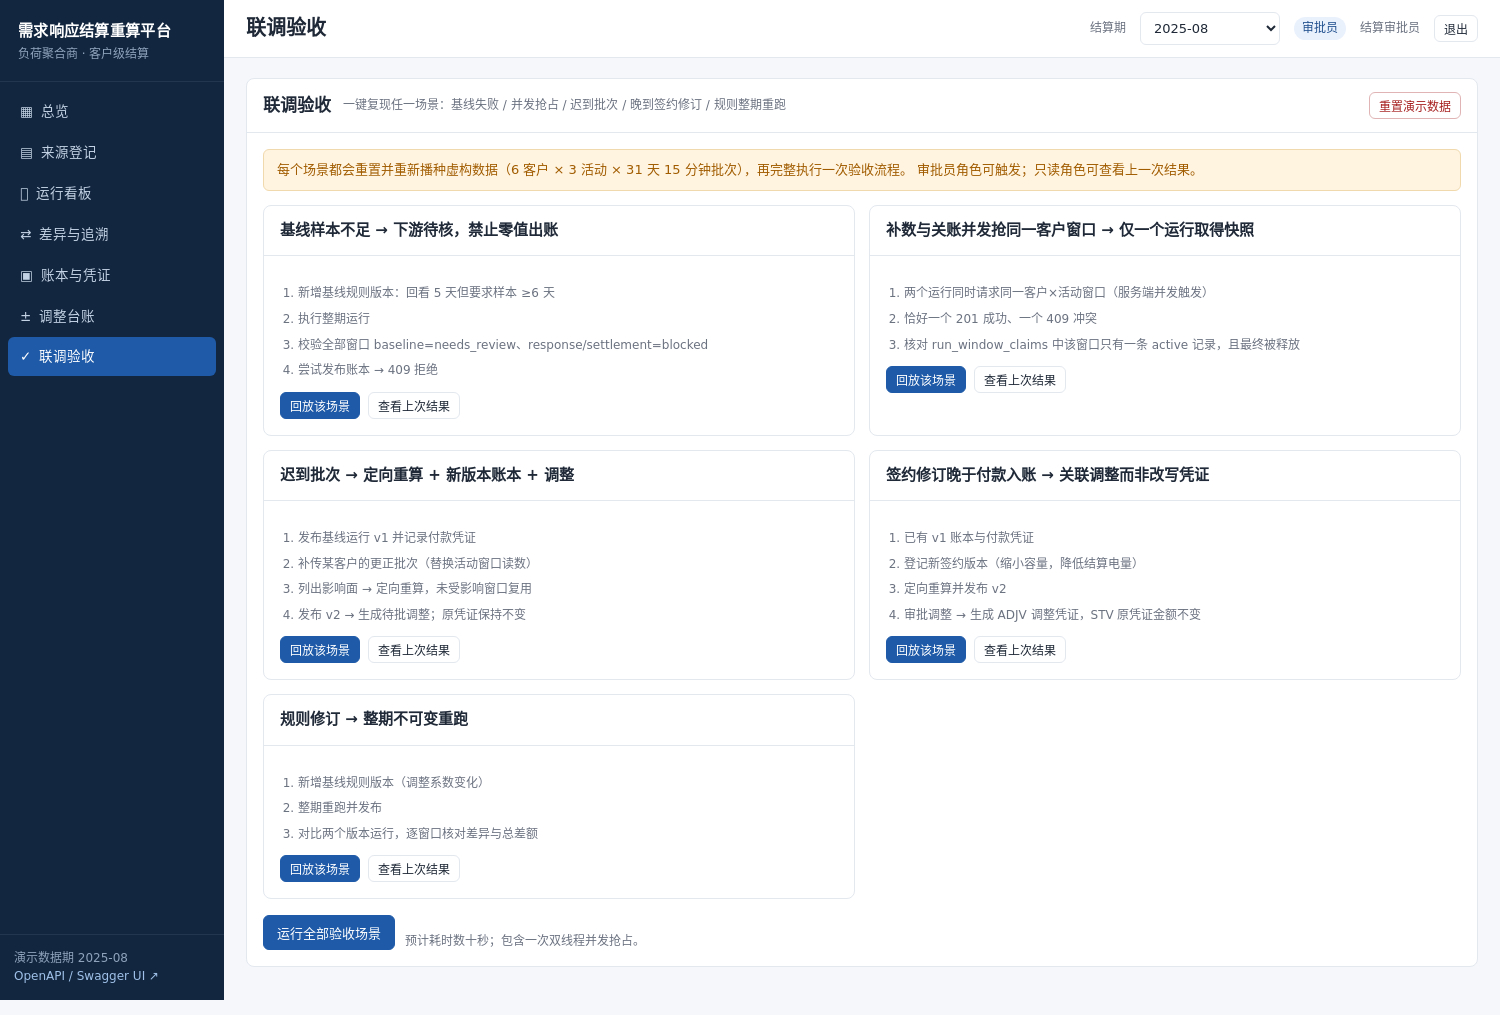 需求响应结算重算平台
负荷聚合商 · 客户级结算
▦ 总览
▤ 来源登记
运行看板
⇄ 差异与追溯
▣ 账本与凭证
± 调整台账
✓ 联调验收
演示数据期 2025-08
OpenAPI / Swagger UI ↗
联调验收
结算期
2025-08
审批员
结算审批员
退出
联调验收 一键复现任一场景：基线失败 / 并发抢占 / 迟到批次 / 晚到签约修订 / 规则整期重跑
重置演示数据
每个场景都会重置并重新播种虚构数据（6 客户 × 3 活动 × 31 天 15 分钟批次），再完整执行一次验收流程。 审批员角色可触发；只读角色可查看上一次结果。
基线样本不足 → 下游待核，禁止零值出账
1. 新增基线规则版本：回看 5 天但要求样本 ≥6 天
2. 执行整期运行
3. 校验全部窗口 baseline=needs_review、response/settlement=blocked
4. 尝试发布账本 → 409 拒绝
回放该场景 查看上次结果
补数与关账并发抢同一客户窗口 → 仅一个运行取得快照
1. 两个运行同时请求同一客户×活动窗口（服务端并发触发）
2. 恰好一个 201 成功、一个 409 冲突
3. 核对 run_window_claims 中该窗口只有一条 active 记录，且最终被释放
回放该场景 查看上次结果
迟到批次 → 定向重算 + 新版本账本 + 调整
1. 发布基线运行 v1 并记录付款凭证
2. 补传某客户的更正批次（替换活动窗口读数）
3. 列出影响面 → 定向重算，未受影响窗口复用
4. 发布 v2 → 生成待批调整；原凭证保持不变
回放该场景 查看上次结果
签约修订晚于付款入账 → 关联调整而非改写凭证
1. 已有 v1 账本与付款凭证
2. 登记新签约版本（缩小容量，降低结算电量）
3. 定向重算并发布 v2
4. 审批调整 → 生成 ADJV 调整凭证，STV 原凭证金额不变
回放该场景 查看上次结果
规则修订 → 整期不可变重跑
1. 新增基线规则版本（调整系数变化）
2. 整期重跑并发布
3. 对比两个版本运行，逐窗口核对差异与总差额
回放该场景 查看上次结果
运行全部验收场景 预计耗时数十秒；包含一次双线程并发抢占。